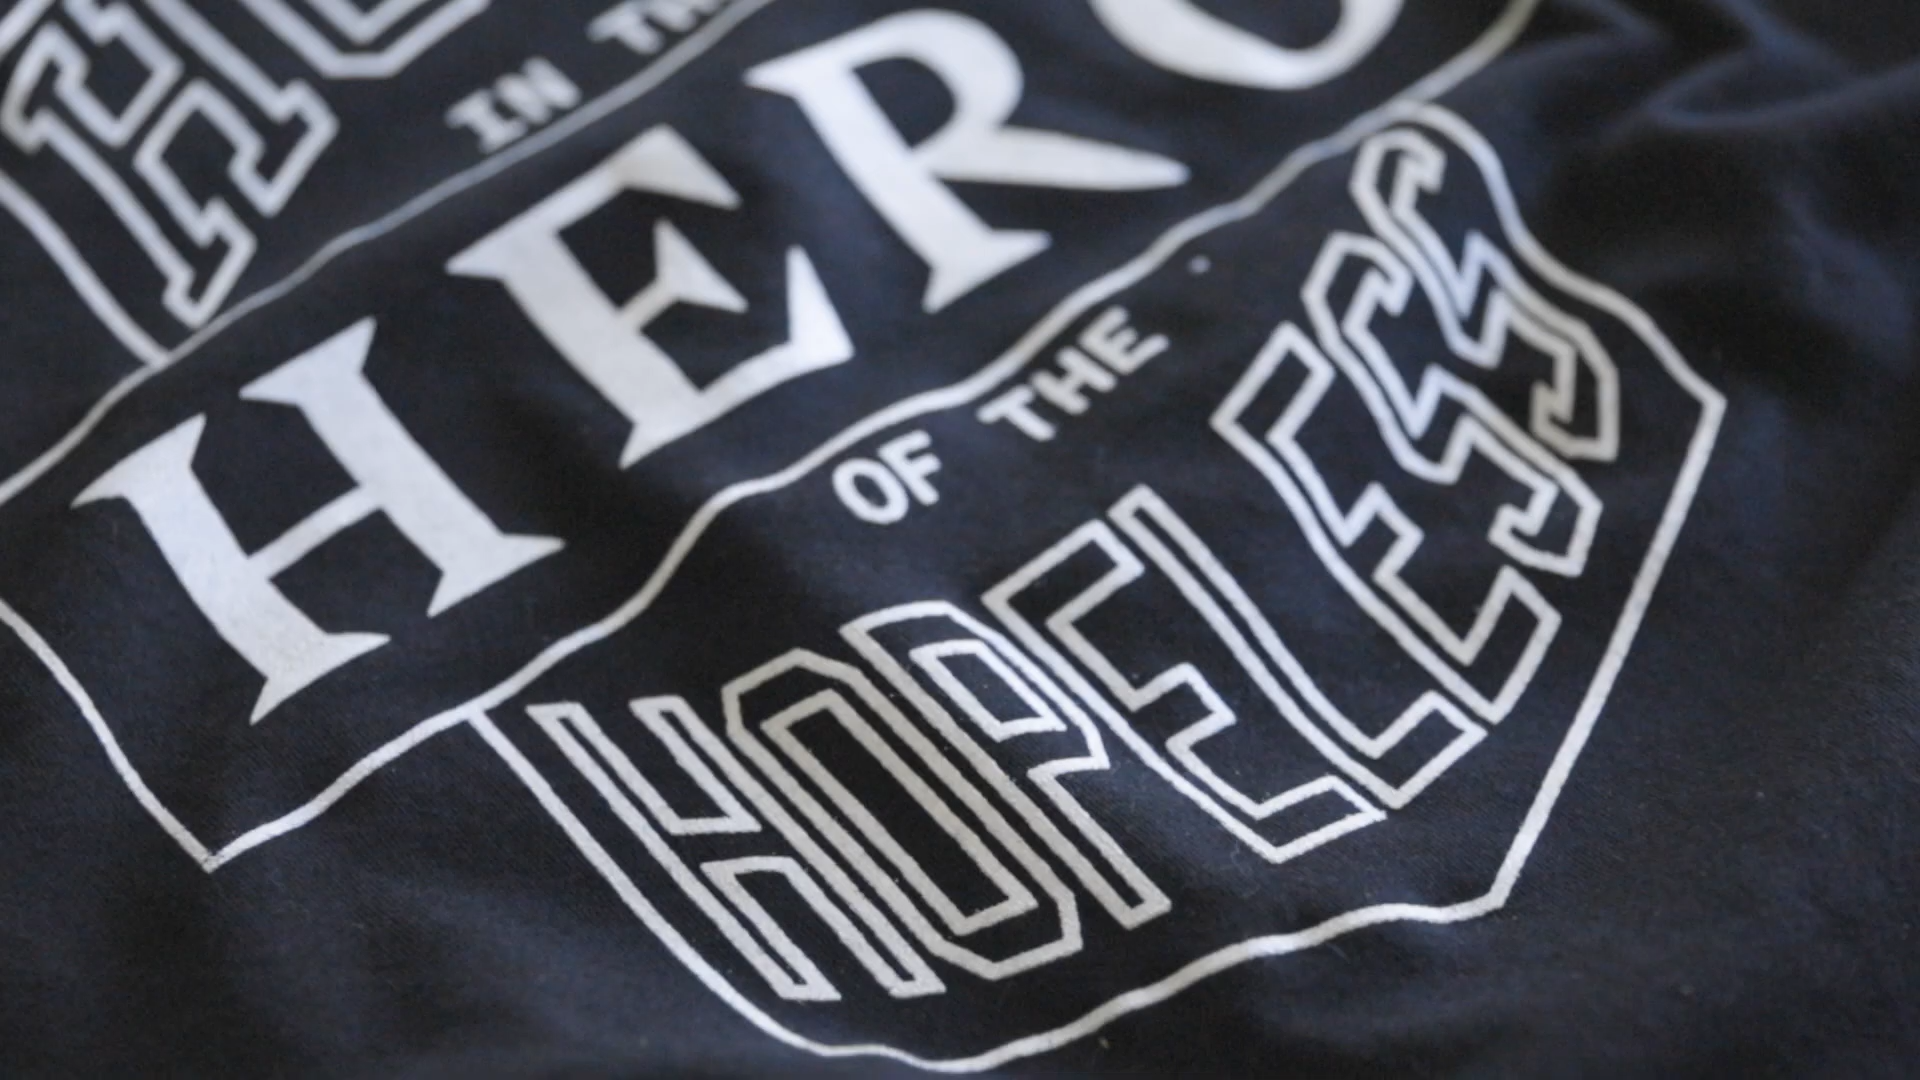 IN THE
HERO
OF THE
HOPELESS